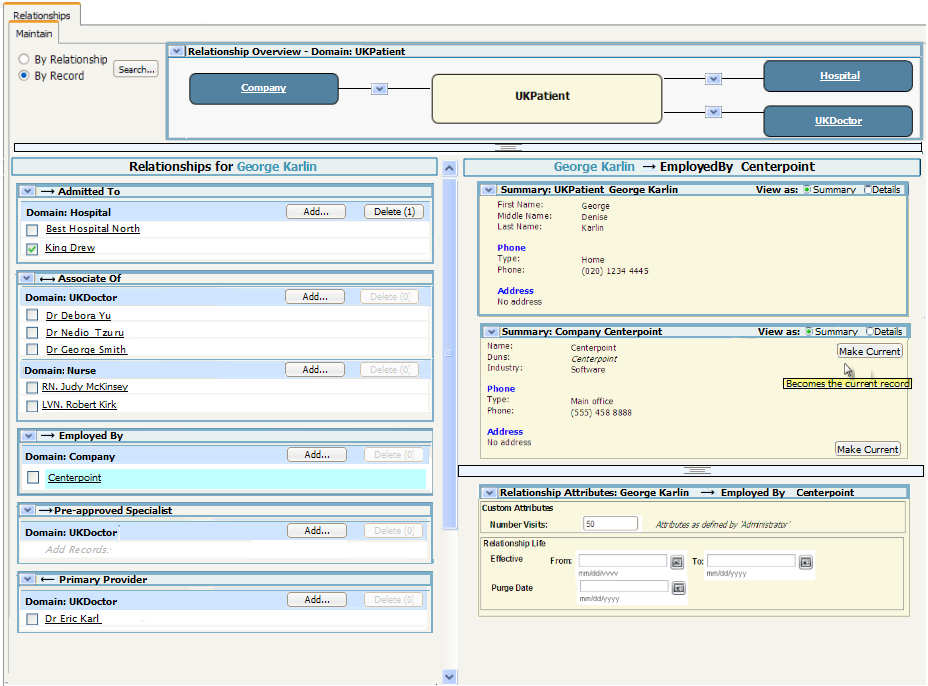 Relationships
Maintain
By Relationship
By Record
Search...
Relationship Overview - Domain: UKPatient
Company
UKPatient
Hospital
UKDoctor
Relationships for George Karlin
→ Admitted To
Domain: Hospital Add... Delete (1)
Best Hospital North
King Drew
↔ Associate Of
Domain: UKDoctor Add... Delete (0)
Dr Debora Yu
Dr Nedio Tzuru
Dr George Smith
Domain: Nurse Add... Delete (0)
RN. Judy McKinsey
LVN. Robert Kirk
→ Employed By
Domain: Company Add... Delete (0)
Centerpoint
→ Pre-approved Specialist
Domain: UKDoctor Add... Delete (0)
Add Records:
← Primary Provider
Domain: UKDoctor Add... Delete (0)
Dr Eric Karl
George Karlin → EmployedBy Centerpoint
Summary: UKPatient George Karlin View as: Summary Details
First Name: George
Middle Name: Denise
Last Name: Karlin
Phone
Type: Home
Phone: (020) 1234 4445
Address
No address
Summary: Company Centerpoint View as: Summary Details
Name: Centerpoint
Duns: Centerpoint
Industry: Software
Make Current
Becomes the current record
Phone
Type: Main office
Phone: (555) 458 8888
Address
No address
Make Current
Relationship Attributes: George Karlin → Employed By Centerpoint
Custom Attributes
Number Visits: 50 Attributes as defined by 'Administrator'
Relationship Life
Effective From: To:
mm/dd/yyyy mm/dd/yyyy
Purge Date
mm/dd/yyyy